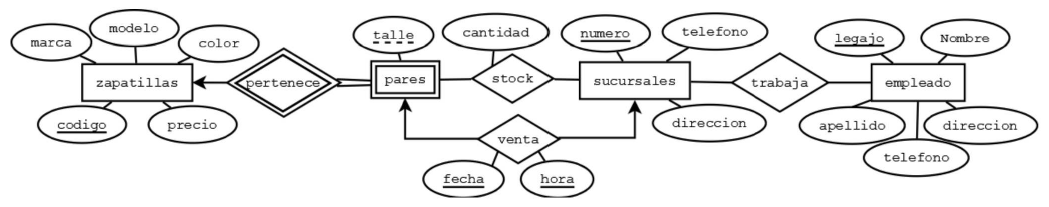 modelo
marca
color
zapatillas
codigo
precio
pertenece
talle
pares
cantidad
stock
numero
telefono
sucursales
direccion
venta
fecha
hora
trabaja
legajo
Nombre
empleado
apellido
direccion
telefono